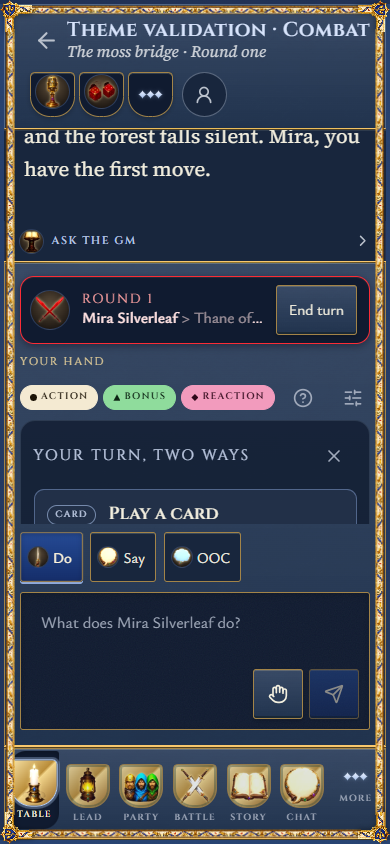 Theme validation · Combat
The moss bridge · Round one
and the forest falls silent. Mira, you
have the first move.
ASK THE GM
ROUND 1
Mira Silverleaf > Thane of...
End turn
YOUR HAND
ACTION
BONUS
REACTION
YOUR TURN, TWO WAYS
CARD
PLAY A CARD
Do
Say
OOC
What does Mira Silverleaf do?
TABLE
LEAD
PARTY
BATTLE
STORY
CHAT
MORE